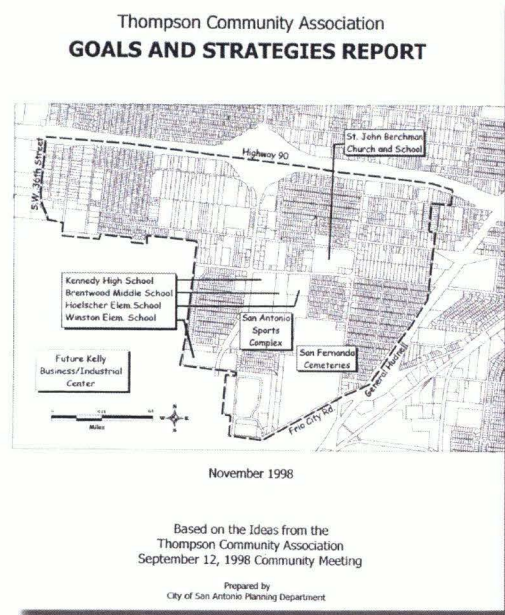 Thompson Community Association
GOALS AND STRATEGIES REPORT
Highway 90
St. John Berchman
Church and School
S.W. 36th Street
Kennedy High School
Brentwood Middle School
Hoelscher Elem. School
Winston Elem. School
San Antonio
Sports
Complex
San Fernando
Cemeteries
Future Kelly
Business/Industrial
Center
General Hudnell
Frio City Rd.
Miles
November 1998
Based on the Ideas from the
Thompson Community Association
September 12, 1998 Community Meeting
Prepared by
City of San Antonio Planning Department